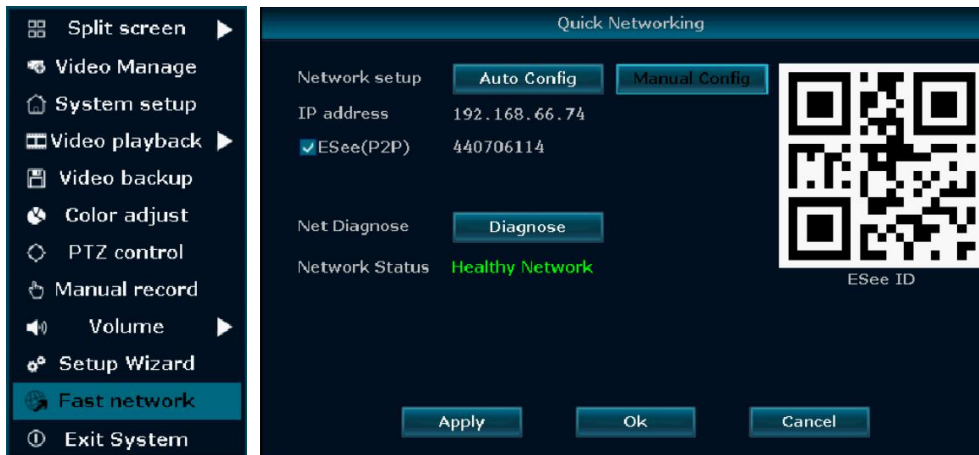 Split screen
Video Manage
System setup
Video playback
Video backup
Color adjust
PTZ control
Manual record
Volume
Setup Wizard
Fast network
Exit System
Quick Networking
Network setup Auto Config Manual Config
IP address 192.168.66.74
ESee(P2P) 440706114
Net Diagnose Diagnose
Network Status Healthy Network
ESee ID
Apply Ok Cancel